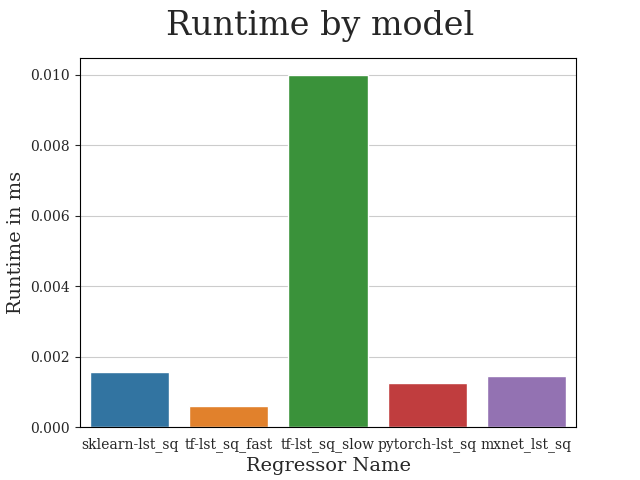 Runtime by model
Runtime in ms
0.010
0.008
0.006
0.004
0.002
0.000
sklearn-lst_sq tf-lst_sq_fast tf-lst_sq_slow pytorch-lst_sq mxnet_lst_sq
Regressor Name